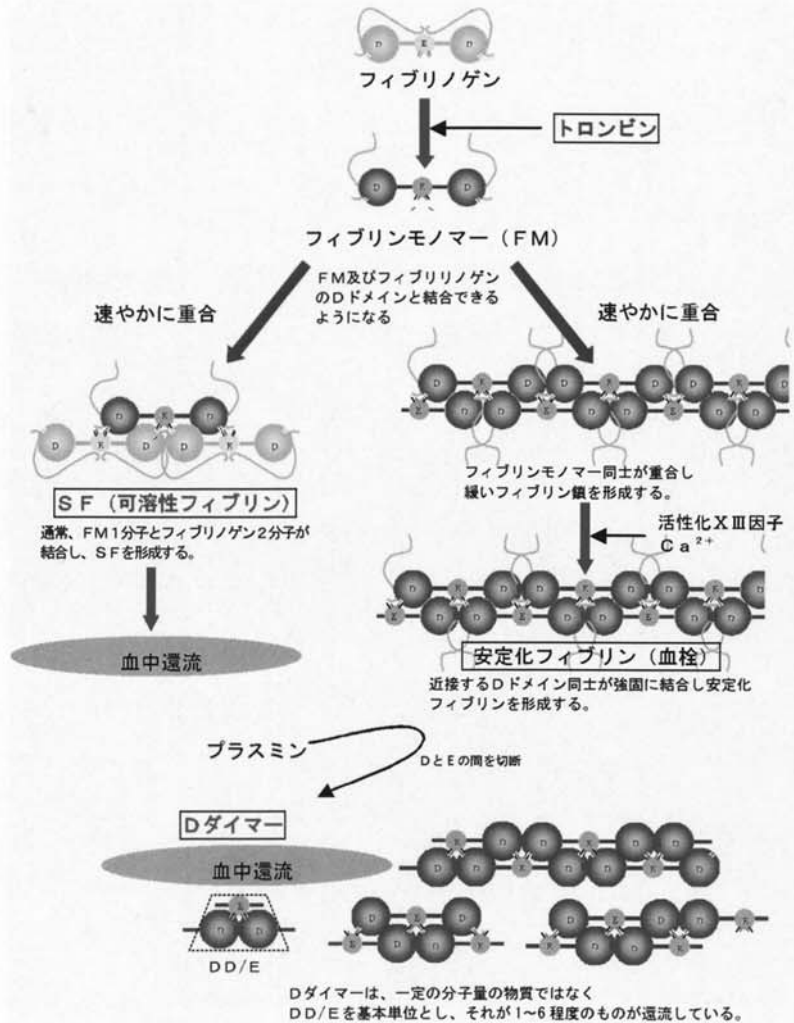 D E D
フィブリノゲン
トロンビン
D E D
フィブリンモノマー（ＦＭ）
ＦＭ及びフィブリリノゲン
のＤドメインと結合できる
ようになる
速やかに重合
速やかに重合
ＳＦ（可溶性フィブリン）
通常、ＦＭ１分子とフィブリノゲン２分子が
結合し、ＳＦを形成する。
血中還流
フィブリンモノマー同士が重合し
緩いフィブリン鎖を形成する。
活性化ＸⅢ因子
Ｃａ²⁺
安定化フィブリン（血栓）
近接するＤドメイン同士が強固に結合し安定化
フィブリンを形成する。
プラスミン
ＤとＥの間を切断
Ｄダイマー
血中還流
ＤＤ/Ｅ
Ｄダイマーは、一定の分子量の物質ではなく
ＤＤ/Ｅを基本単位とし、それが１～６程度のものが還流している。